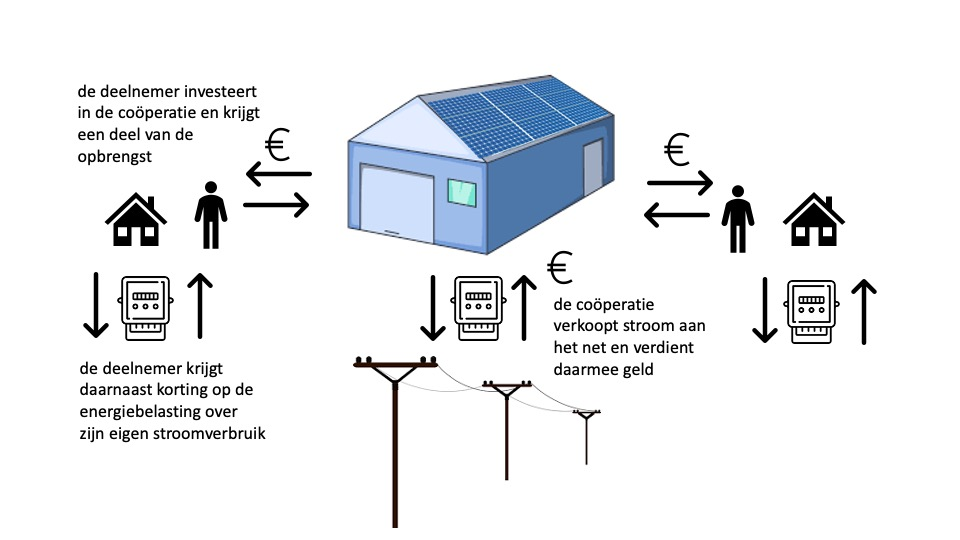 de deelnemer investeert
in de coöperatie en krijgt
een deel van de
opbrengst
€
€
€
de coöperatie
verkoopt stroom aan
het net en verdient
daarmee geld
de deelnemer krijgt
daarnaast korting op de
energiebelasting over
zijn eigen stroomverbruik